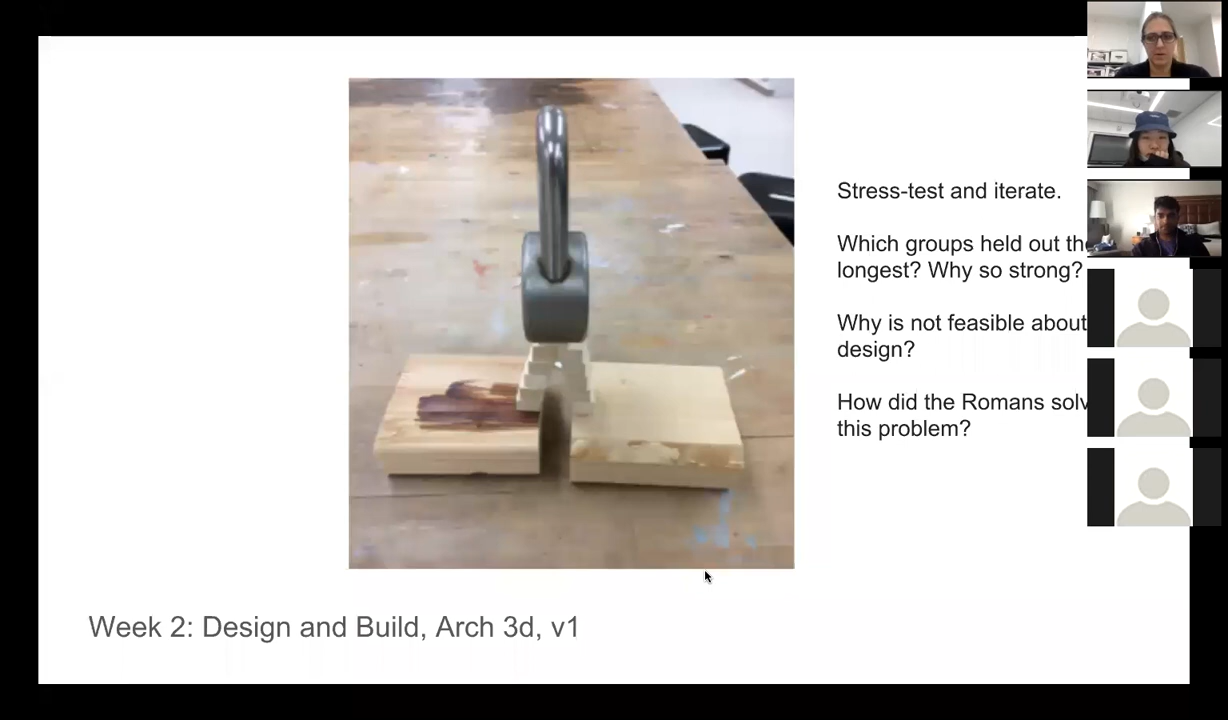 Stress-test and iterate.
Which groups held out the
longest? Why so strong?
Why is not feasible about
design?
How did the Romans solv
this problem?
Week 2: Design and Build, Arch 3d, v1